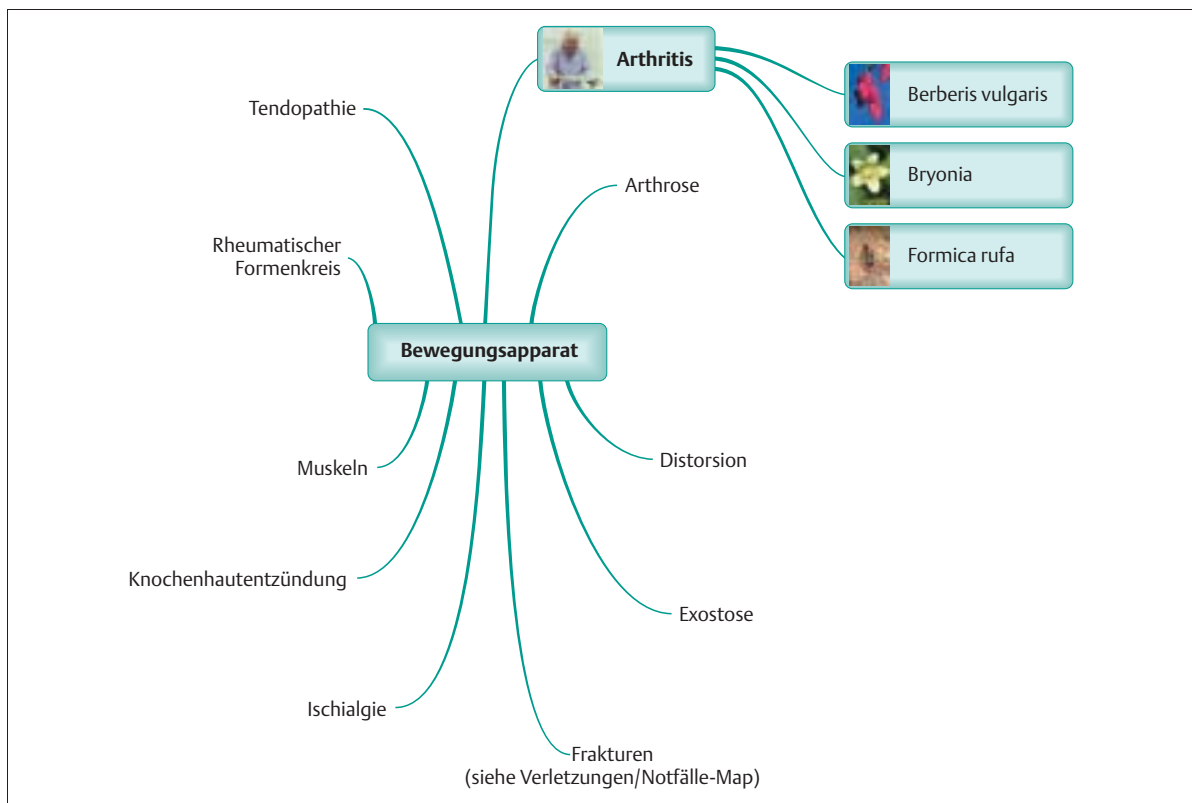 Arthritis
Berberis vulgaris
Tendopathie
Bryonia
Arthrose
Rheumatischer
Formenkreis
Formica rufa
Bewegungsapparat
Muskeln
Distorsion
Knochenhautentzündung
Exostose
Ischialgie
Frakturen
(siehe Verletzungen/Notfälle-Map)